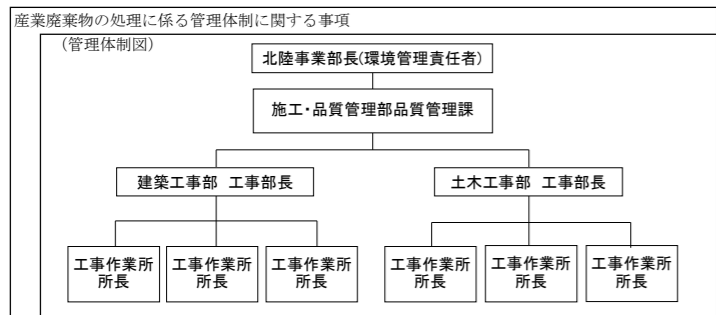 産業廃棄物の処理に係る管理体制に関する事項
(管理体制図)
北陸事業部長(環境管理責任者)
施工・品質管理部品質管理課
建築工事部 工事部長
土木工事部 工事部長
工事作業所
所長
工事作業所
所長
工事作業所
所長
工事作業所
所長
工事作業所
所長
工事作業所
所長